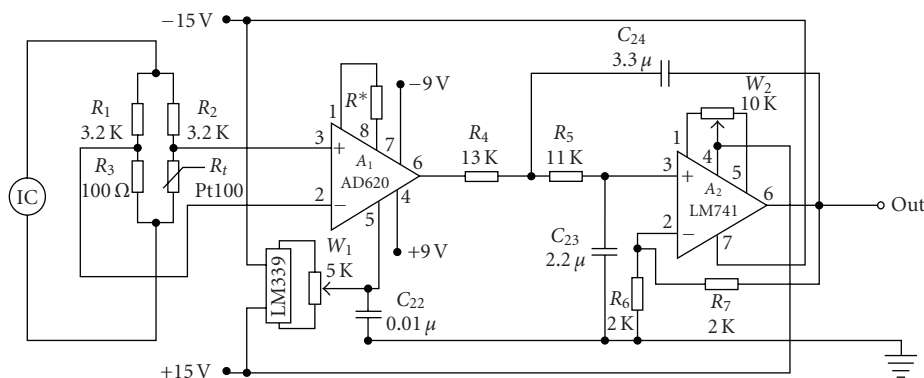 −15 V
C24
3.3 μ
R1
3.2 K
R2
3.2 K
R3
100 Ω
Rt
Pt100
IC
1
R*
8
7
−9 V
3
+
A1
AD620
6
2
−
5
4
+9 V
R4
13 K
R5
11 K
W2
10 K
1
4
5
3
+
A2
LM741
6
2
−
7
Out
LM339
W1
5 K
C22
0.01 μ
C23
2.2 μ
R6
2 K
R7
2 K
+15 V